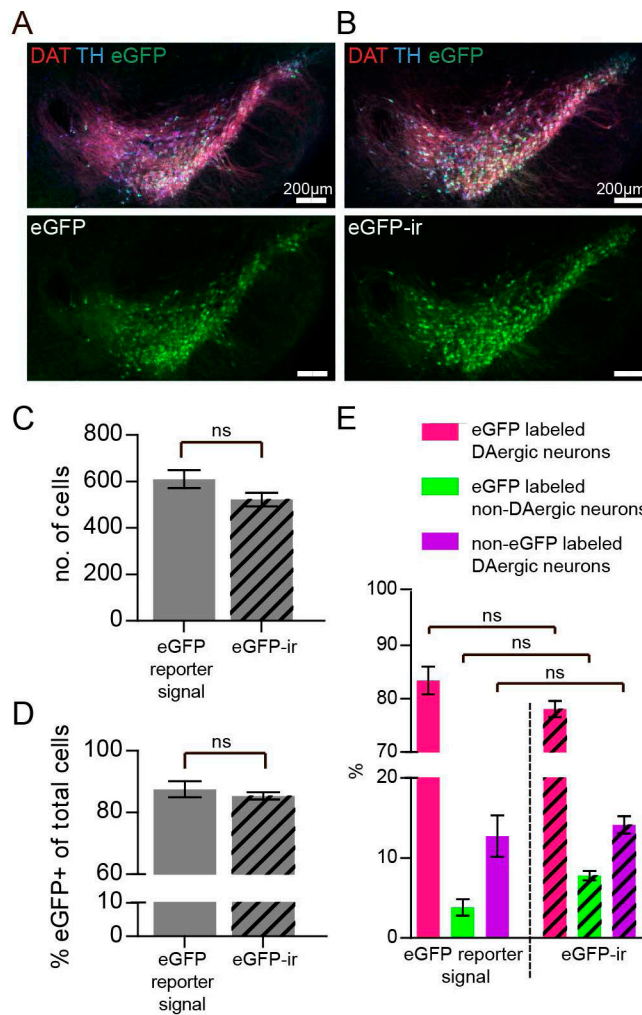 A
B
DAT TH eGFP
DAT TH eGFP
200μm
200μm
eGFP
eGFP-ir
C
ns
800
600
400
600
0
no. of cells
eGFP
reporter
signal
eGFP-ir
D
ns
100
80
60
10
0
% eGFP+ of total cells
eGFP
reporter
signal
eGFP-ir
E
eGFP labeled
DAergic neurons
eGFP labeled
non-DAergic neurons
non-eGFP labeled
DAergic neurons
100
90
80
70
20
10
0
%
ns
ns
ns
eGFP reporter
signal
eGFP-ir